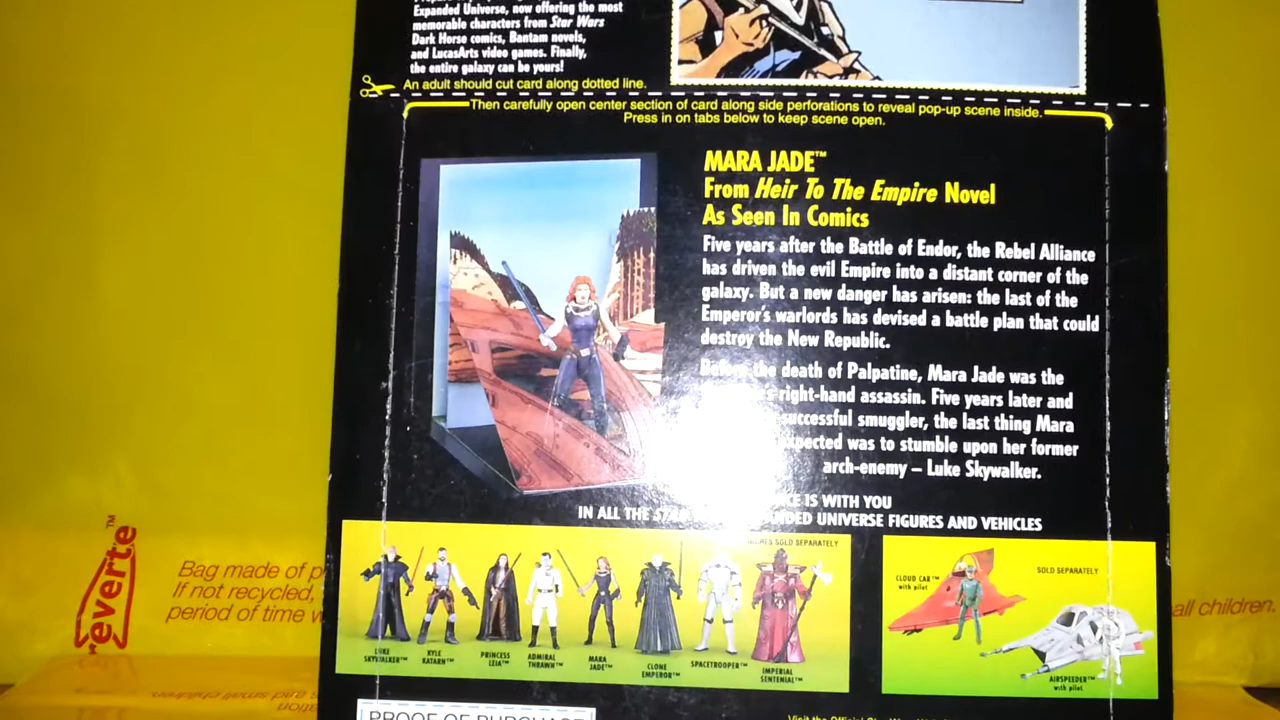 Expanded Universe, now offering the most
memorable characters from Star Wars
Dark Horse comics, Bantam novels,
and LucasArts video games. Finally,
the entire galaxy can be yours!
An adult should cut card along dotted line.
Then carefully open center section of card along side perforations to reveal pop-up scene inside.
Press in on tabs below to keep scene open.
MARA JADE™
From Heir To The Empire Novel
As Seen In Comics
Five years after the Battle of Endor, the Rebel Alliance
has driven the evil Empire into a distant corner of the
galaxy. But a new danger has arisen: the last of the
Emperor's warlords has devised a battle plan that could
destroy the New Republic.
Before the death of Palpatine, Mara Jade was the
right-hand assassin. Five years later and
successful smuggler, the last thing Mara
expected was to stumble upon her former
arch-enemy – Luke Skywalker.
IS WITH YOU
IN ALL THE UNIVERSE FIGURES AND VEHICLES
SOLD SEPARATELY
LUKE SKYWALKER™
KYLE KATARN™
PRINCESS LEIA™
ADMIRAL THRAWN™
MARA JADE™
CLONE EMPEROR™
SPACETROOPER™
IMPERIAL SENTENIAL™
CLOUD CAR™
with pilot
SOLD SEPARATELY
AIRSPEEDER™
with pilot
PROOF OF PURCHASE
Visit the Official
everte™
Bag made of
If not recycled,
period of time
all children.